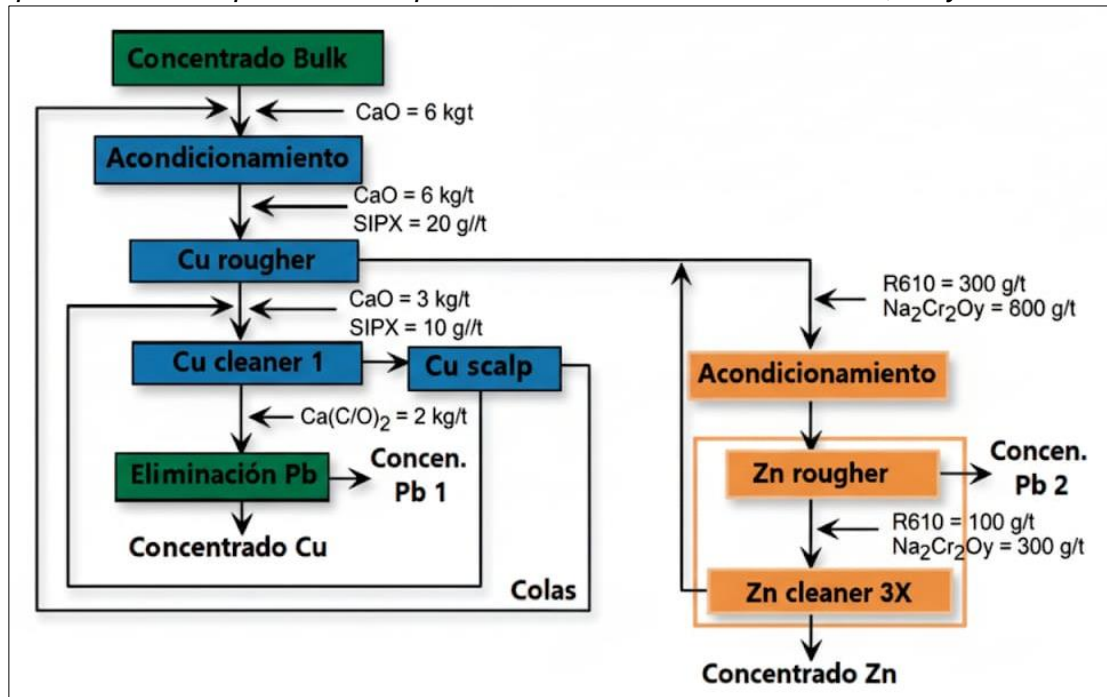 Concentrado Bulk
CaO = 6 kgt
Acondicionamiento
CaO = 6 kg/t
SIPX = 20 g//t
Cu rougher
CaO = 3 kg/t
SIPX = 10 g//t
Cu cleaner 1
Cu scalp
Ca(C/O)2 = 2 kg/t
Eliminación Pb
Concen.
Pb 1
Concentrado Cu
Colas
R610 = 300 g/t
Na2Cr2Oy = 600 g/t
Acondicionamiento
Zn rougher
Concen.
Pb 2
R610 = 100 g/t
Na2Cr2Oy = 300 g/t
Zn cleaner 3X
Concentrado Zn